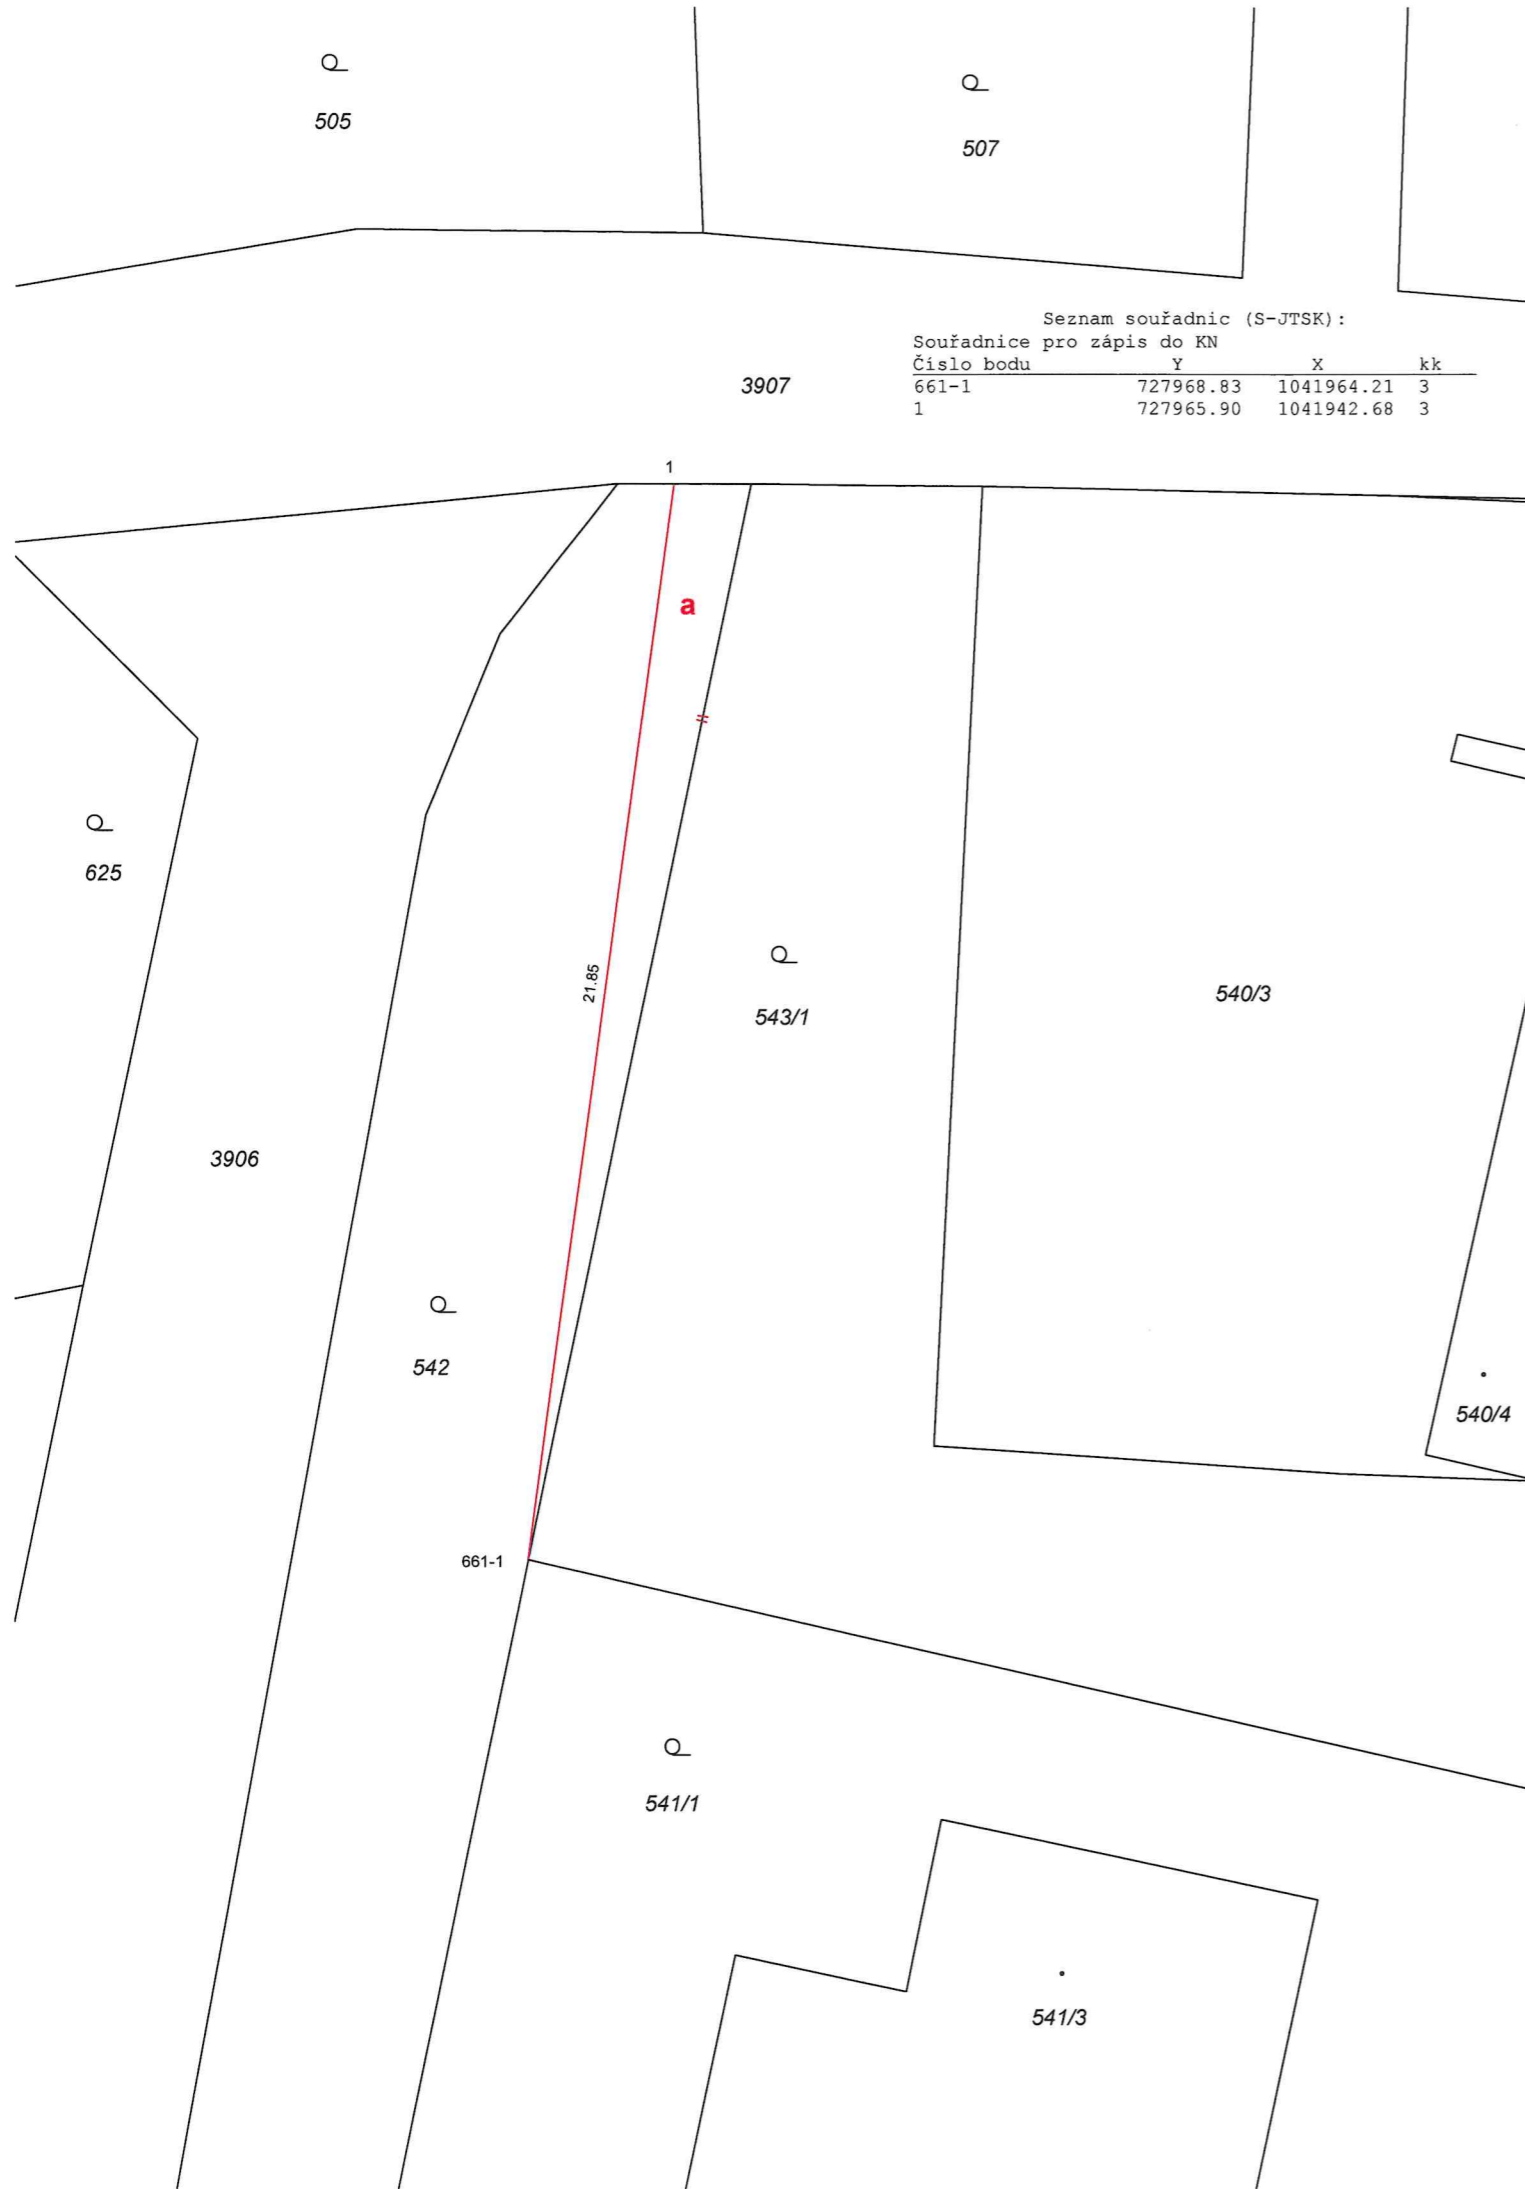 505
507
Seznam souřadnic (S-JTSK):
Souřadnice pro zápis do KN
Číslo bodu Y X kk
661-1 727968.83 1041964.21 3
1 727965.90 1041942.68 3
3907
1
a
625
21.85
543/1
540/3
3906
542
540/4
661-1
541/1
541/3